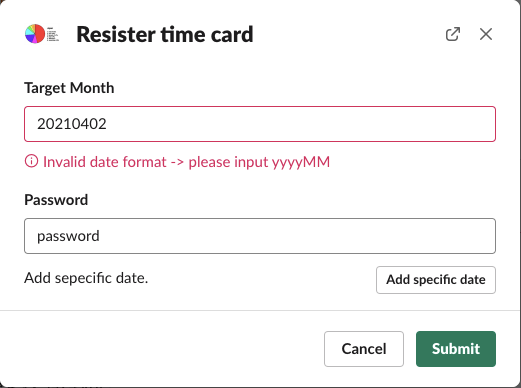 Resister time card
Target Month
20210402
Invalid date format -> please input yyyyMM
Password
password
Add sepecific date.
Add specific date
Cancel
Submit